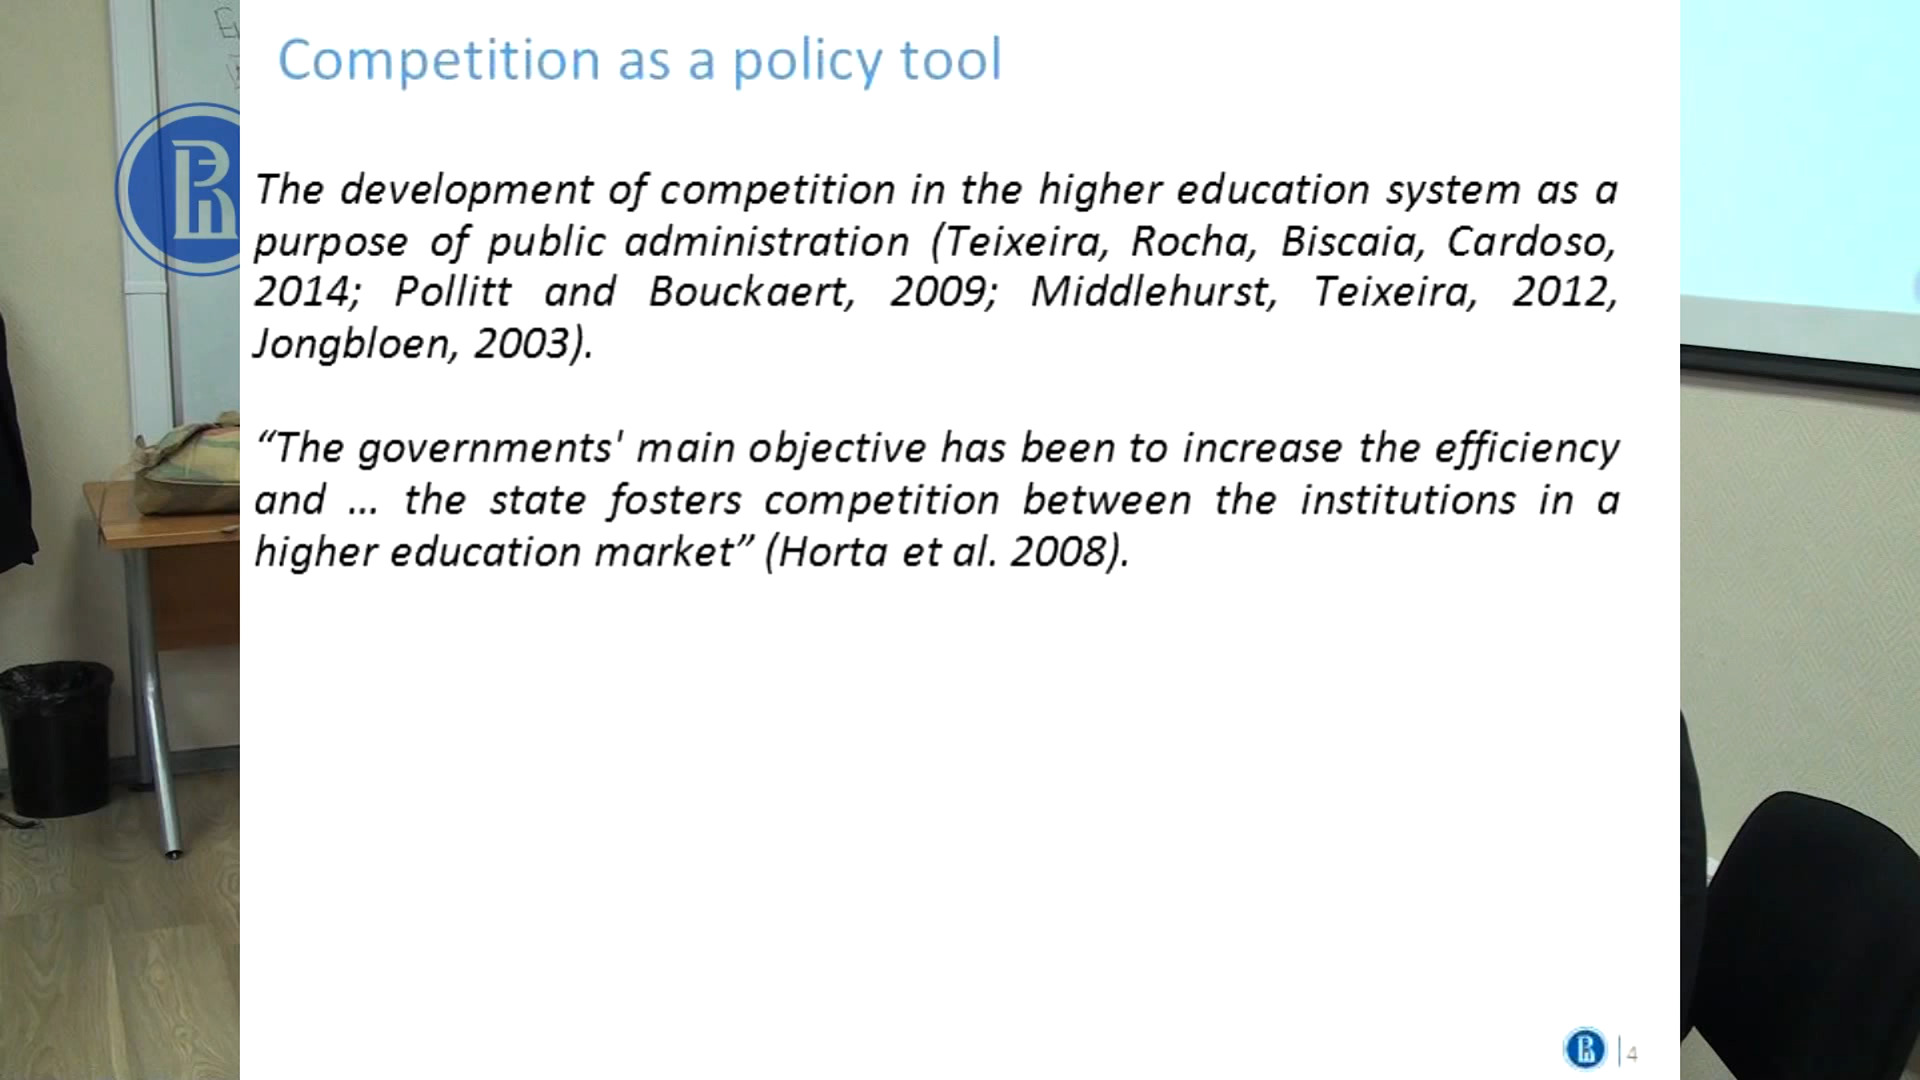 Competition as a policy tool
The development of competition in the higher education system as a
purpose of public administration (Teixeira, Rocha, Biscaia, Cardoso,
2014; Pollitt and Bouckaert, 2009; Middlehurst, Teixeira, 2012,
Jongbloen, 2003).
“The governments' main objective has been to increase the efficiency
and ... the state fosters competition between the institutions in a
higher education market” (Horta et al. 2008).
4